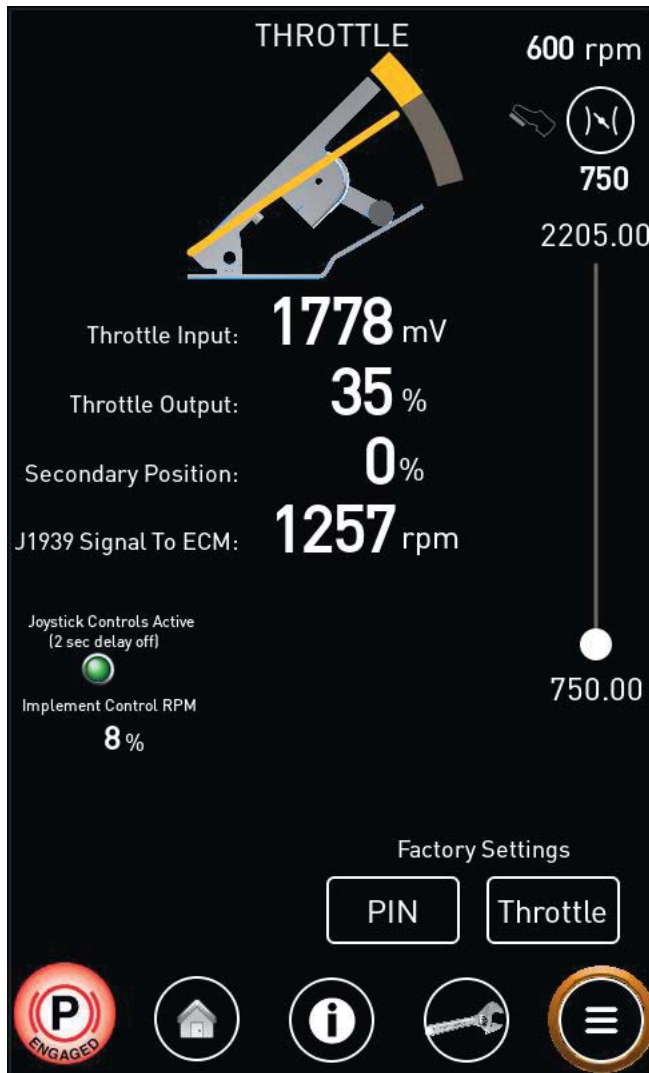 THROTTLE
600 rpm
750
2205.00
Throttle Input: 1778 mV
Throttle Output: 35 %
Secondary Position: 0%
J1939 Signal To ECM: 1257 rpm
Joystick Controls Active
(2 sec delay off)
Implement Control RPM
8 %
750.00
Factory Settings
PIN
Throttle
P
ENGAGED
i